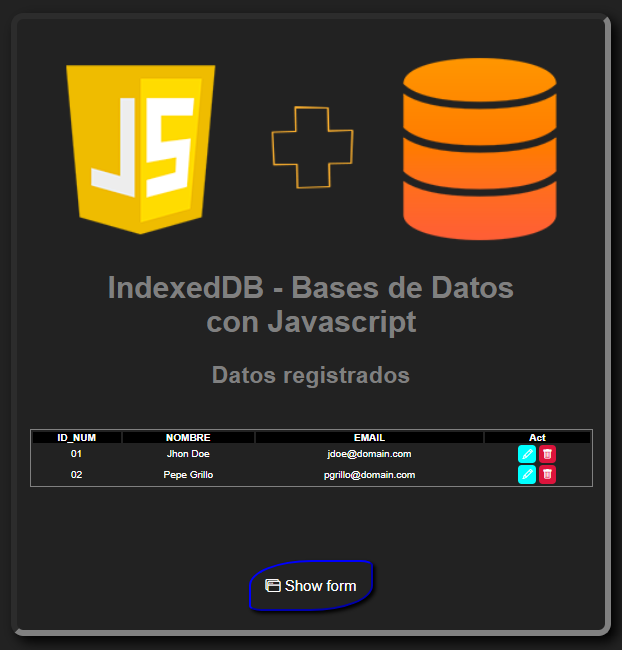 JS
IndexedDB - Bases de Datos
con Javascript
Datos registrados
ID_NUM NOMBRE EMAIL Act
01 Jhon Doe jdoe@domain.com
02 Pepe Grillo pgrillo@domain.com
Show form